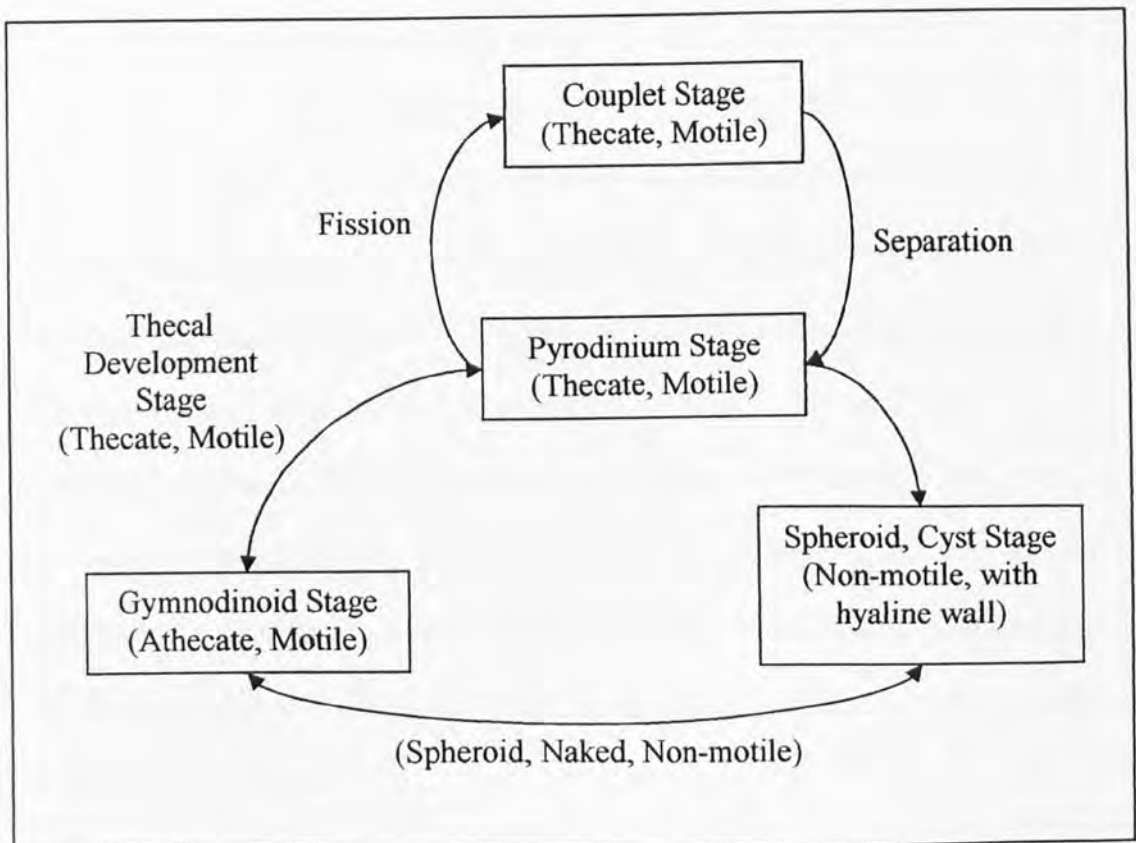 Couplet Stage
(Thecate, Motile)
Fission
Separation
Thecal
Development
Stage
(Thecate, Motile)
Pyrodinium Stage
(Thecate, Motile)
Spheroid, Cyst Stage
(Non-motile, with
hyaline wall)
Gymnodinoid Stage
(Athecate, Motile)
(Spheroid, Naked, Non-motile)